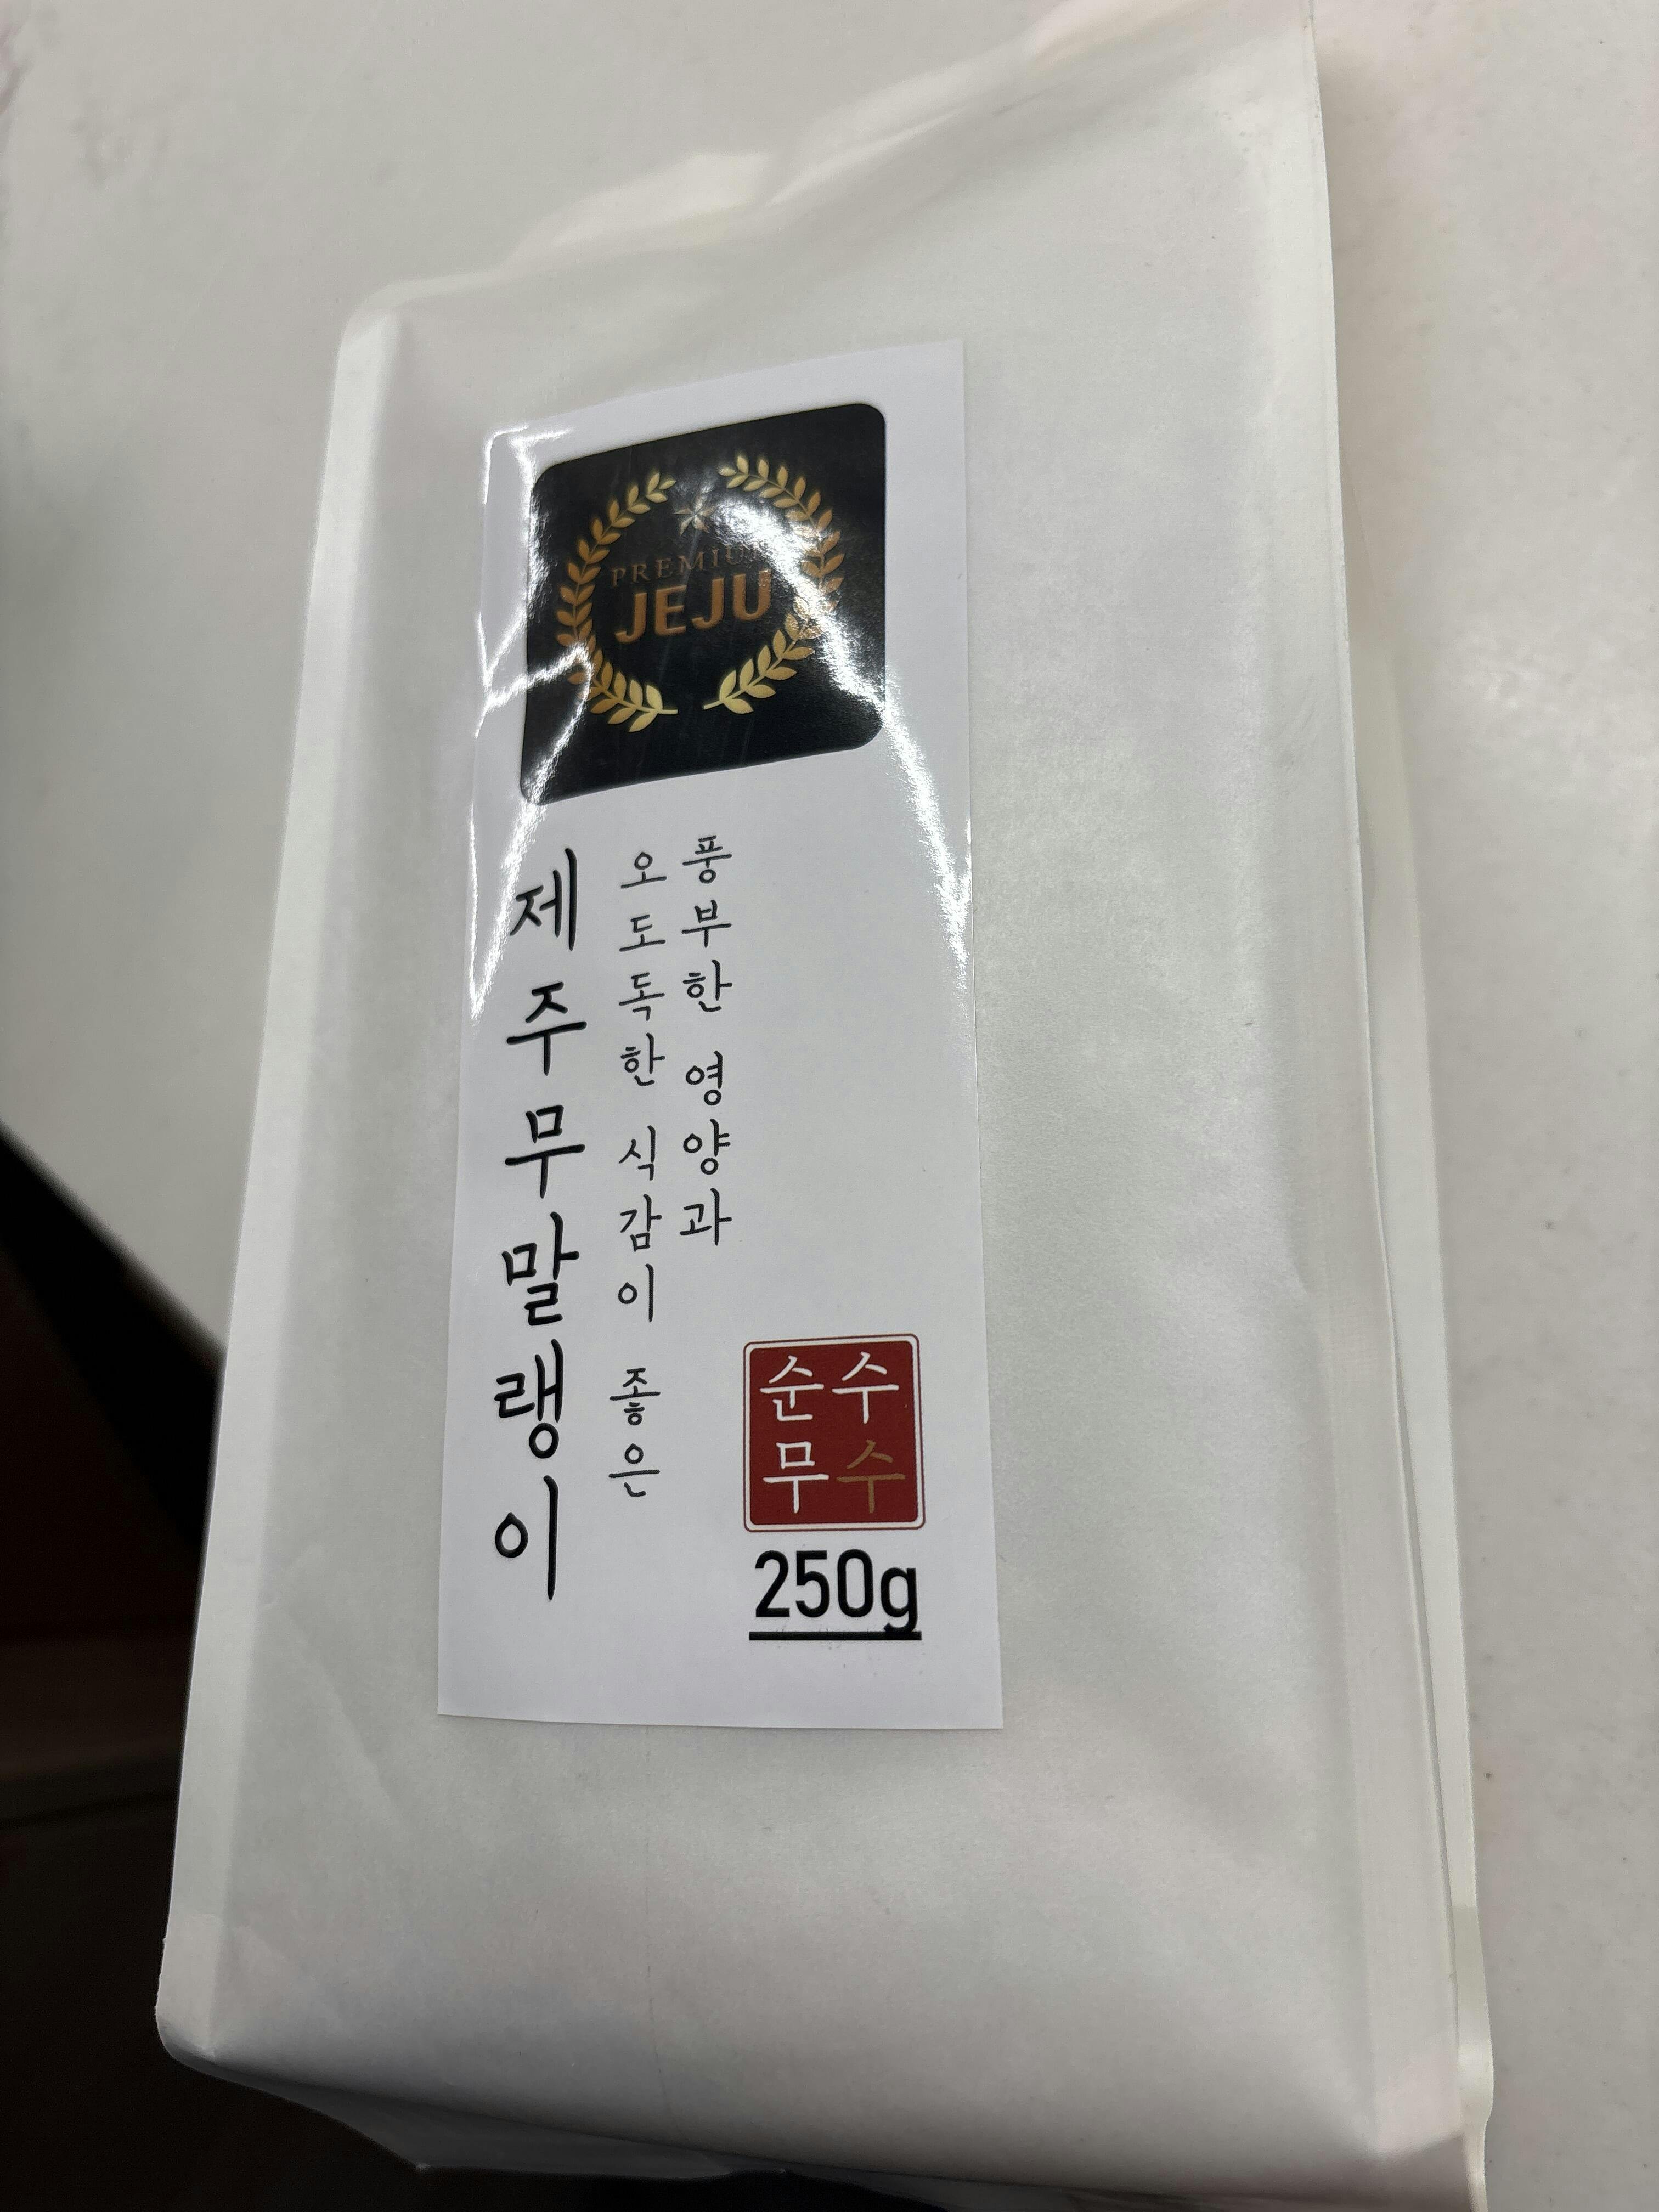 PREMIUM
JEJU
풍부한 영양과
오도독한 식감이 좋은
제주무말랭이
순수
무수
250g